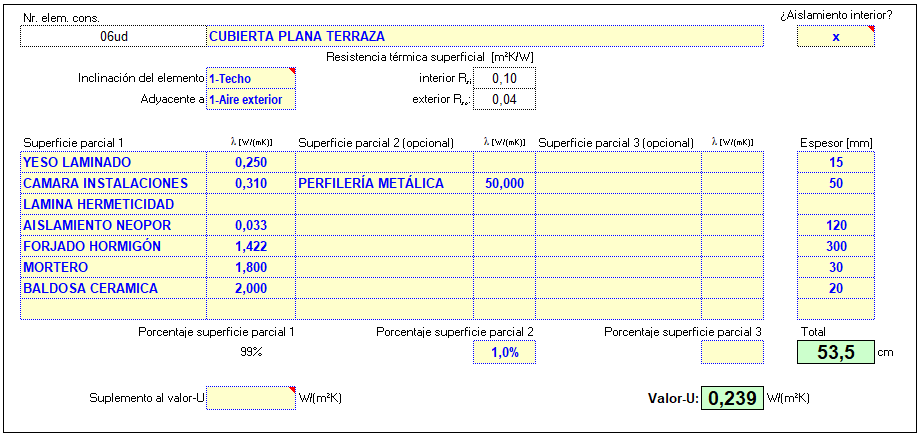 Nr. elem. cons. ¿Aislamiento interior?
06ud CUBIERTA PLANA TERRAZA x
Resistencia térmica superficial [m²K/W]
Inclinación del elemento 1-Techo interior Rsi 0,10
Adyacente a 1-Aire exterior exterior Rse: 0,04
Superficie parcial 1 λ [W/(mK)] Superficie parcial 2 (opcional) λ [W/(mK)] Superficie parcial 3 (opcional) λ [W/(mK)] Espesor [mm]
YESO LAMINADO 0,250 15
CAMARA INSTALACIONES 0,310 PERFILERÍA METÁLICA 50,000 50
LAMINA HERMETICIDAD
AISLAMIENTO NEOPOR 0,033 120
FORJADO HORMIGÓN 1,422 300
MORTERO 1,800 30
BALDOSA CERAMICA 2,000 20
Porcentaje superficie parcial 1 Porcentaje superficie parcial 2 Porcentaje superficie parcial 3 Total
99% 1,0% 53,5 cm
Suplemento al valor-U W/(m²K) Valor-U: 0,239 W/(m²K)